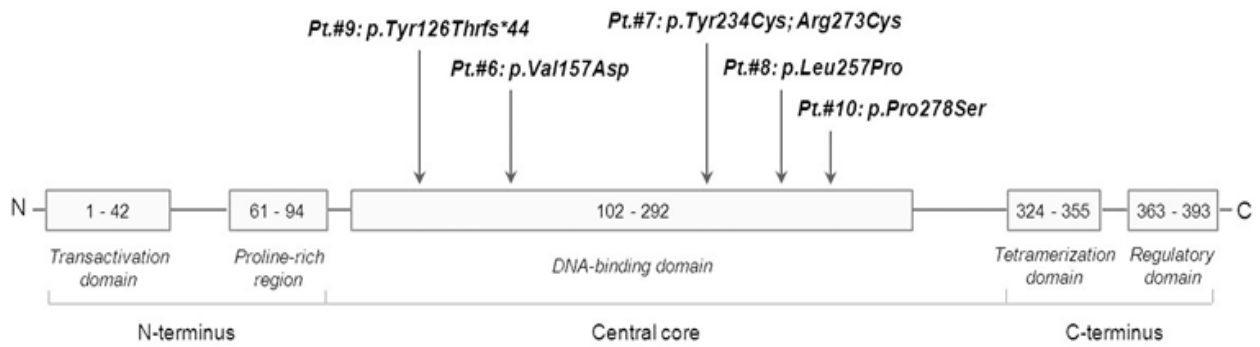 Pt.#9: p.Tyr126Thrfs*44
Pt.#7: p.Tyr234Cys; Arg273Cys
Pt.#6: p.Val157Asp
Pt.#8: p.Leu257Pro
Pt.#10: p.Pro278Ser
N 1 - 42 61 - 94 102 - 292 324 - 355 363 - 393 C
Transactivation domain
Proline-rich region
DNA-binding domain
Tetramerization domain
Regulatory domain
N-terminus Central core C-terminus